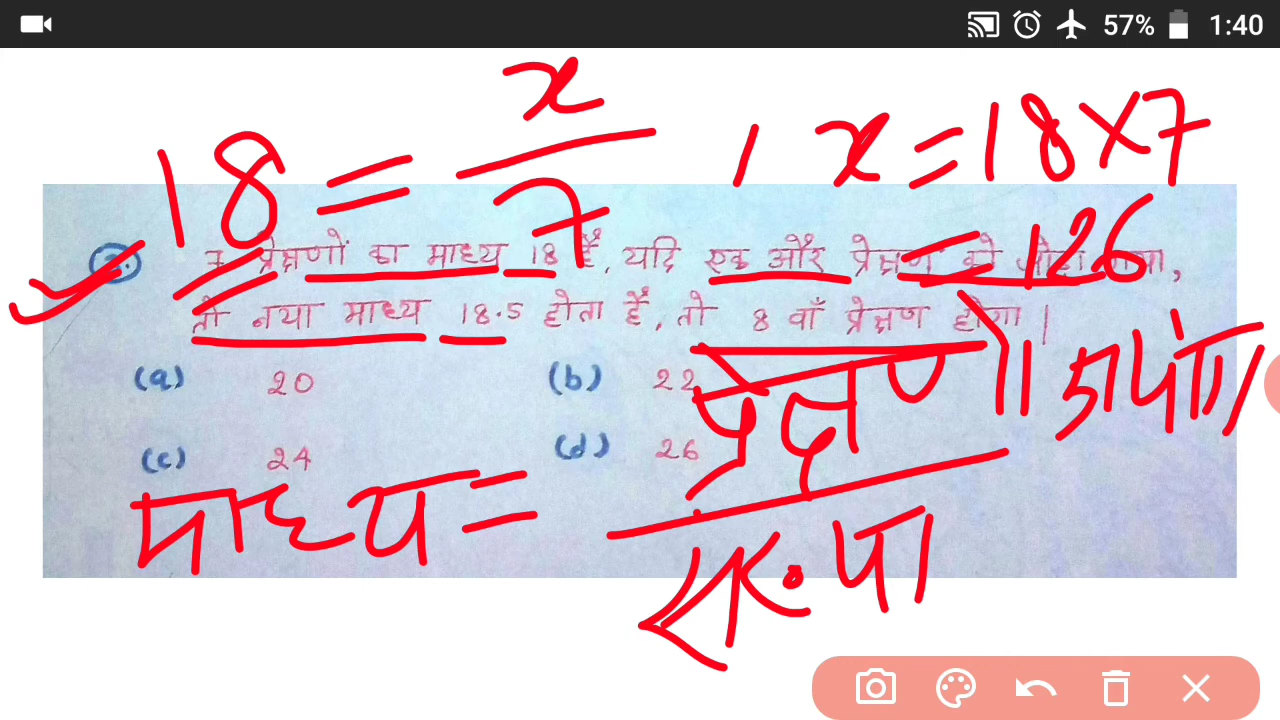 57% 1:40
18 = x/7 , x = 18×7
= 126
2. 7 प्रेक्षणों का माध्य 18 है, यदि एक और प्रेक्षण को जोड़ा जाता,
तो नया माध्य 18.5 होता है, तो 8 वाँ प्रेक्षण होगा |
(a) 20 (b) 22
(c) 24 (d) 26
माध्य =